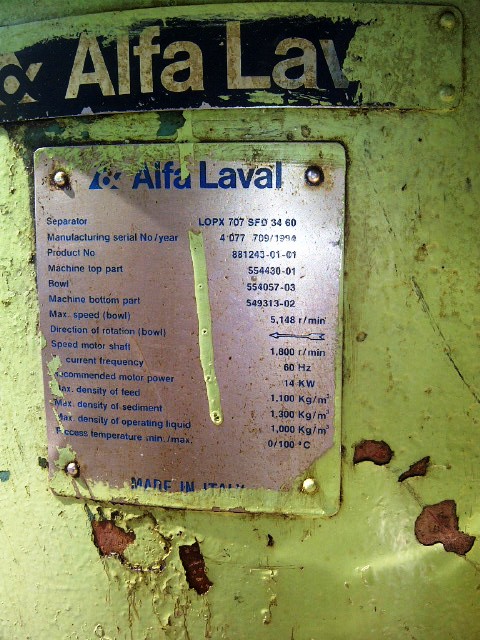 Alfa Lav
Alfa Laval
Separator LOPX 707 SFD 34 60
Manufacturing serial No/year 4 077 709/1994
Product No 881243-01-01
Machine top part 554430-01
Bowl 554057-03
Machine bottom part 549313-02
Max. speed (bowl) 5,148 r/min
Direction of rotation (bowl)
Speed motor shaft 1,800 r/min
current frequency 60 Hz
ecommended motor power 14 KW
ax. density of feed 1,100 Kg/m³
ax. density of sediment 1,300 Kg/m³
ax. density of operating liquid 1,000 Kg/m³
rocess temperature min./max. 0/100 °C
MADE IN ITALY